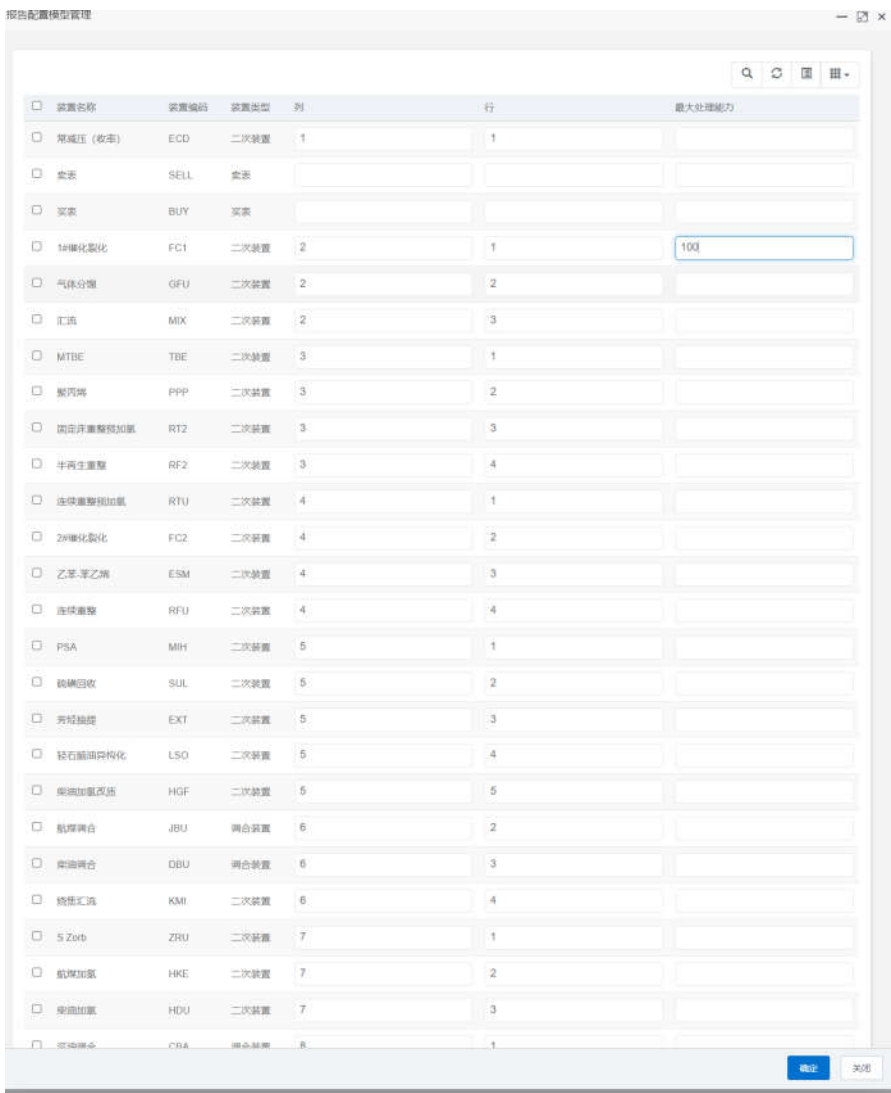 报告配置模型管理
装置名称 装置编码 装置类型 列 行 最大处理能力
常减压（收率） ECD 二次装置 1 1
卖表 SELL 卖表
买表 BUY 买表
1#催化裂化 FC1 二次装置 2 1 100
气体分馏 GFU 二次装置 2 2
汇流 MIX 二次装置 2 3
MTBE TBE 二次装置 3 1
聚丙烯 PPP 二次装置 3 2
固定床重整预加氢 RT2 二次装置 3 3
半再生重整 RF2 二次装置 3 4
连续重整预加氢 RTU 二次装置 4 1
2#催化裂化 FC2 二次装置 4 2
乙苯-苯乙烯 ESM 二次装置 4 3
连续重整 RFU 二次装置 4 4
PSA MIH 二次装置 5 1
硫磺回收 SUL 二次装置 5 2
芳烃抽提 EXT 二次装置 5 3
轻石脑油异构化 LSO 二次装置 5 4
柴油加氢改质 HGF 二次装置 5 5
航煤调合 JBU 调合装置 6 2
柴油调合 DBU 调合装置 6 3
汇流 KMI 二次装置 6 4
S Zorb ZRU 二次装置 7 1
航煤加氢 HKE 二次装置 7 2
柴油加氢 HDU 二次装置 7 3
调合装置 8 1
确定 关闭